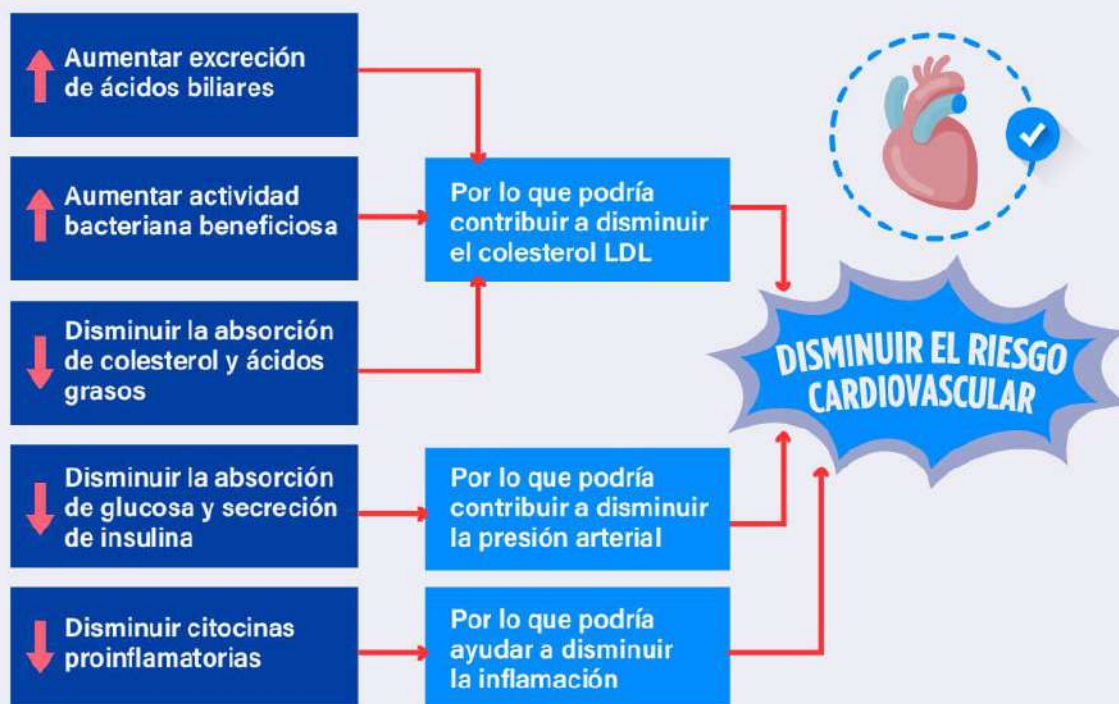 Aumentar excreción
de ácidos biliares
Aumentar actividad
bacteriana beneficiosa
Disminuir la absorción
de colesterol y ácidos
grasos
Disminuir la absorción
de glucosa y secreción
de insulina
Disminuir citocinas
proinflamatorias
Por lo que podría
contribuir a disminuir
el colesterol LDL
Por lo que podría
contribuir a disminuir
la presión arterial
Por lo que podría
ayudar a disminuir
la inflamación
DISMINUIR EL RIESGO
CARDIOVASCULAR